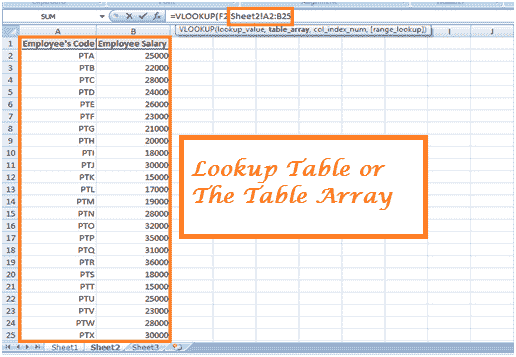 SUM
=VLOOKUP(F2 Sheet2!A2:B25
VLOOKUP(lookup_value, table_array, col_index_num, [range_lookup])
A B I J
1 Employee's Code Employee Salary
2 PTA 25000
3 PTB 22000
4 PTC 28000
5 PTD 24000
6 PTE 26000
7 PTF 23000
8 PTG 21000
9 PTH 20000
10 PTI 18000
11 PTJ 30000
12 PTK 15000
13 PTL 17000
14 PTM 19000
15 PTN 28000
16 PTO 32000
17 PTP 35000
18 PTQ 31000
19 PTR 36000
20 PTS 18000
21 PTT 15000
22 PTU 25000
23 PTV 23000
24 PTW 28000
25 PTX 30000
Lookup Table or
The Table Array
Sheet1 Sheet2 Sheet3